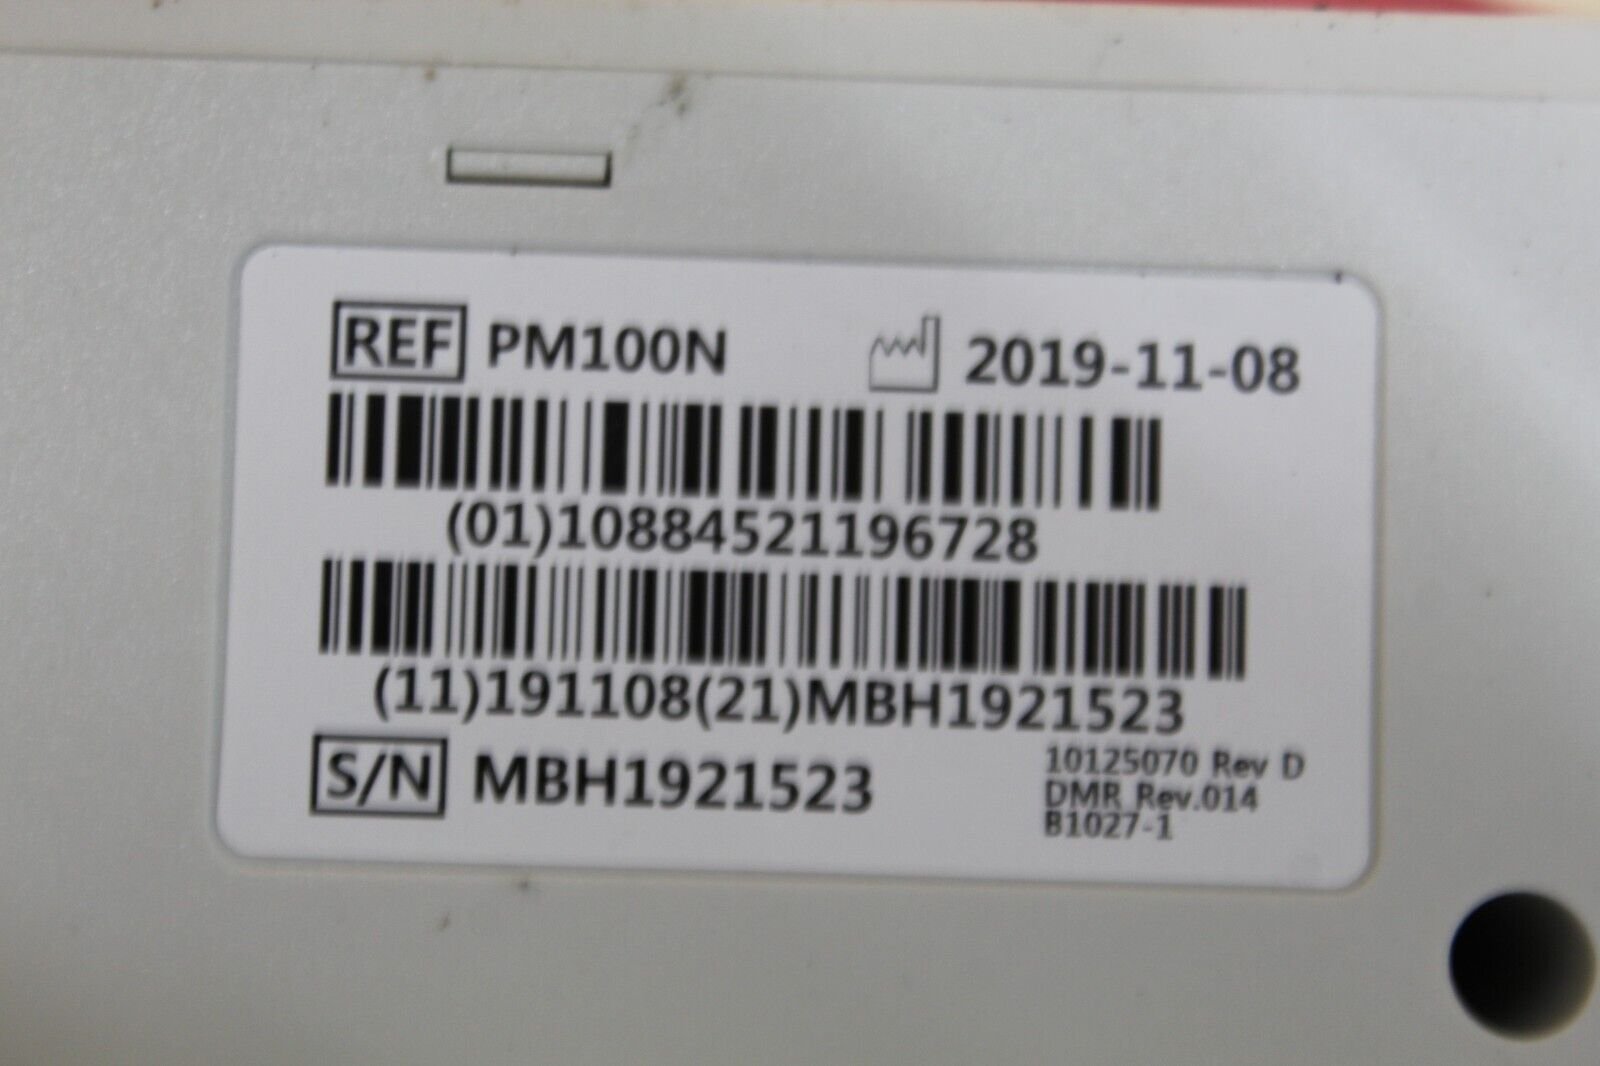 REF PM100N 2019-11-08
(01)10884521196728
(11)191108(21)MBH1921523
S/N MBH1921523
10125070 Rev D
DMR Rev.014
B1027-1